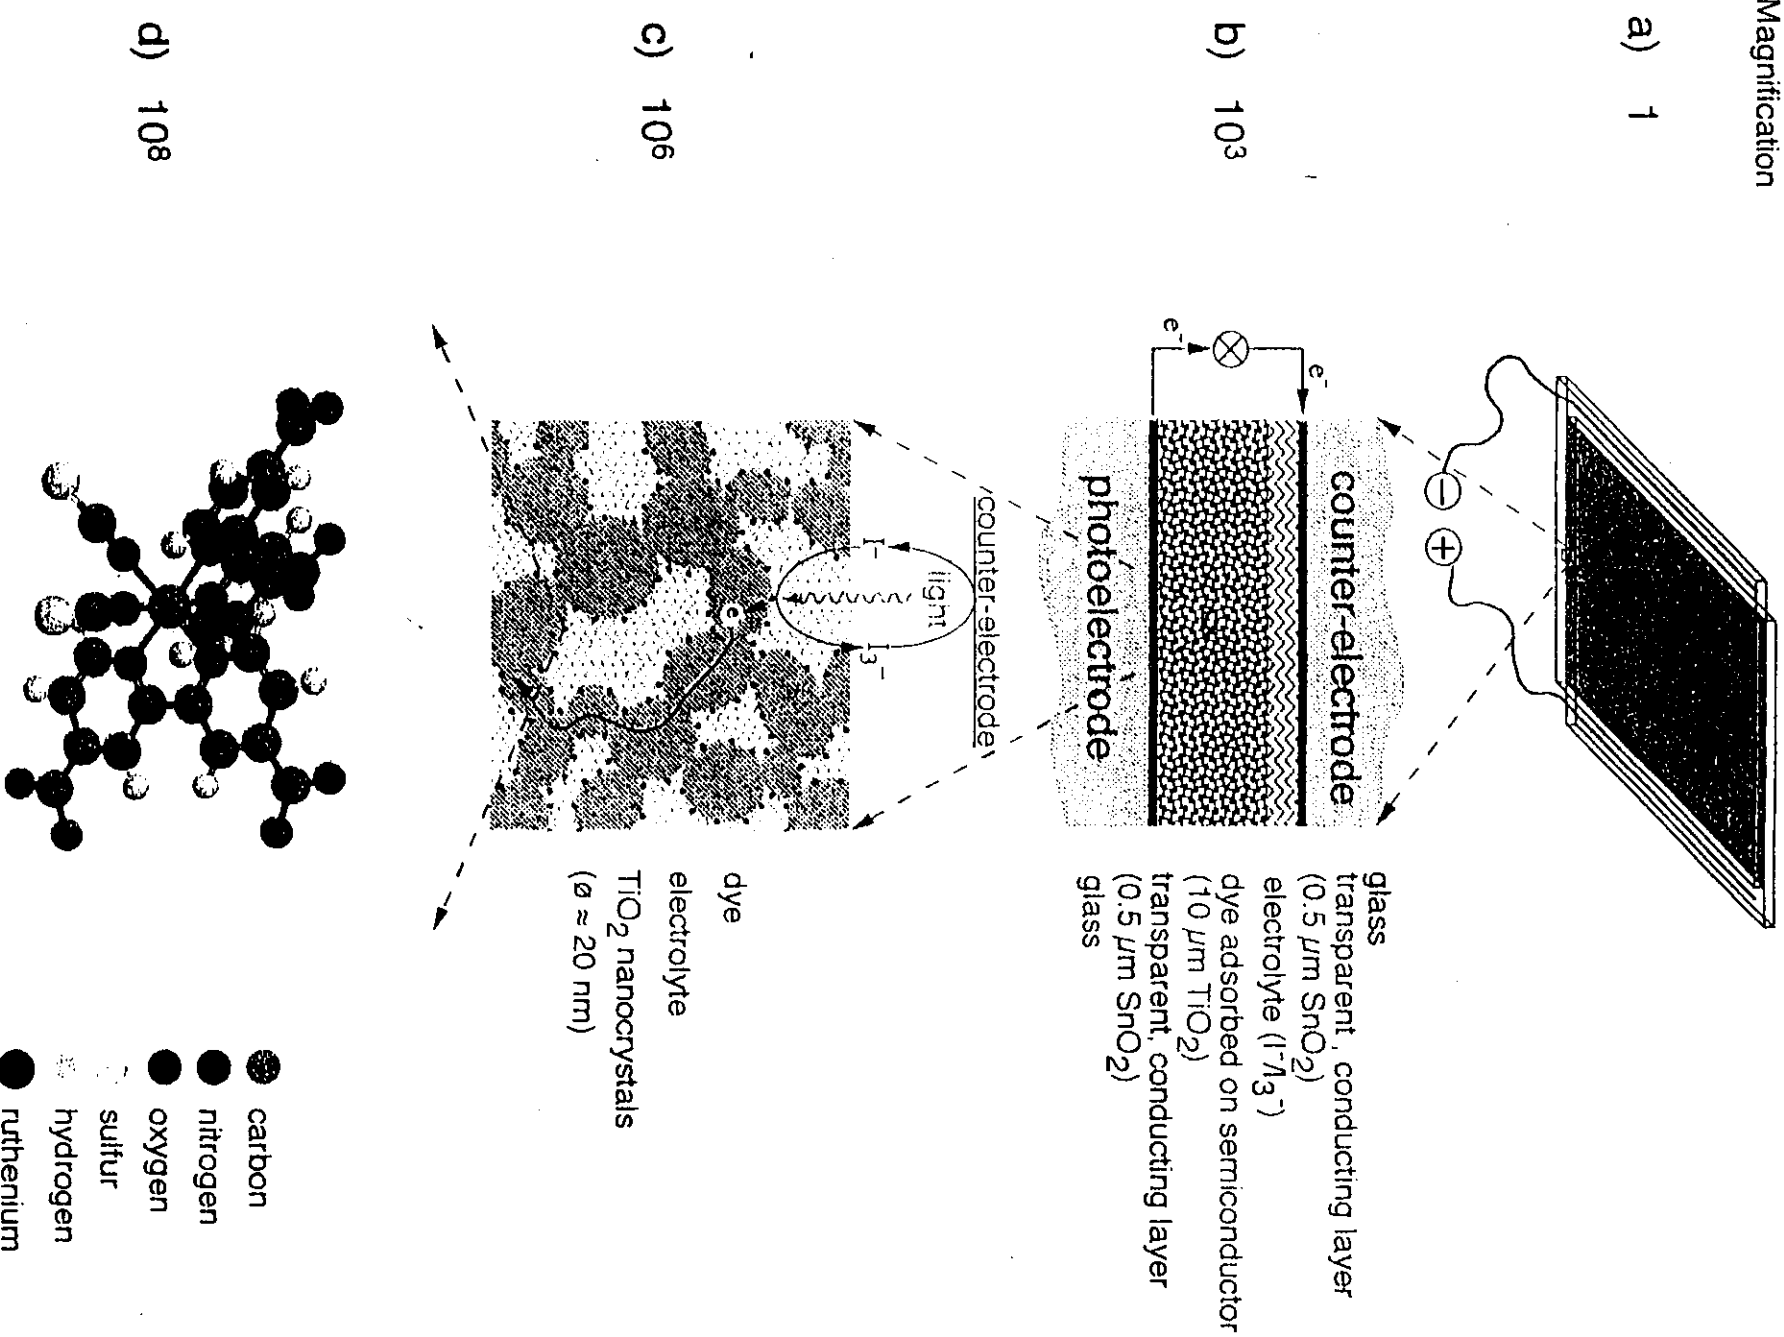 Magnification
a) 1
b) 10³
c) 10⁶
d) 10⁸
−
+
counter-electrode
photoelectrode
e⁻
e⁻
glass
transparent, conducting layer
(0.5 µm SnO₂)
electrolyte (I⁻/I₃⁻)
dye adsorbed on semiconductor
(10 µm TiO₂)
transparent, conducting layer
(0.5 µm SnO₂)
glass
counter-electrode
light
I⁻
I₃⁻
e⁻
dye
electrolyte
TiO₂ nanocrystals
(ø ≈ 20 nm)
carbon
nitrogen
oxygen
sulfur
hydrogen
ruthenium